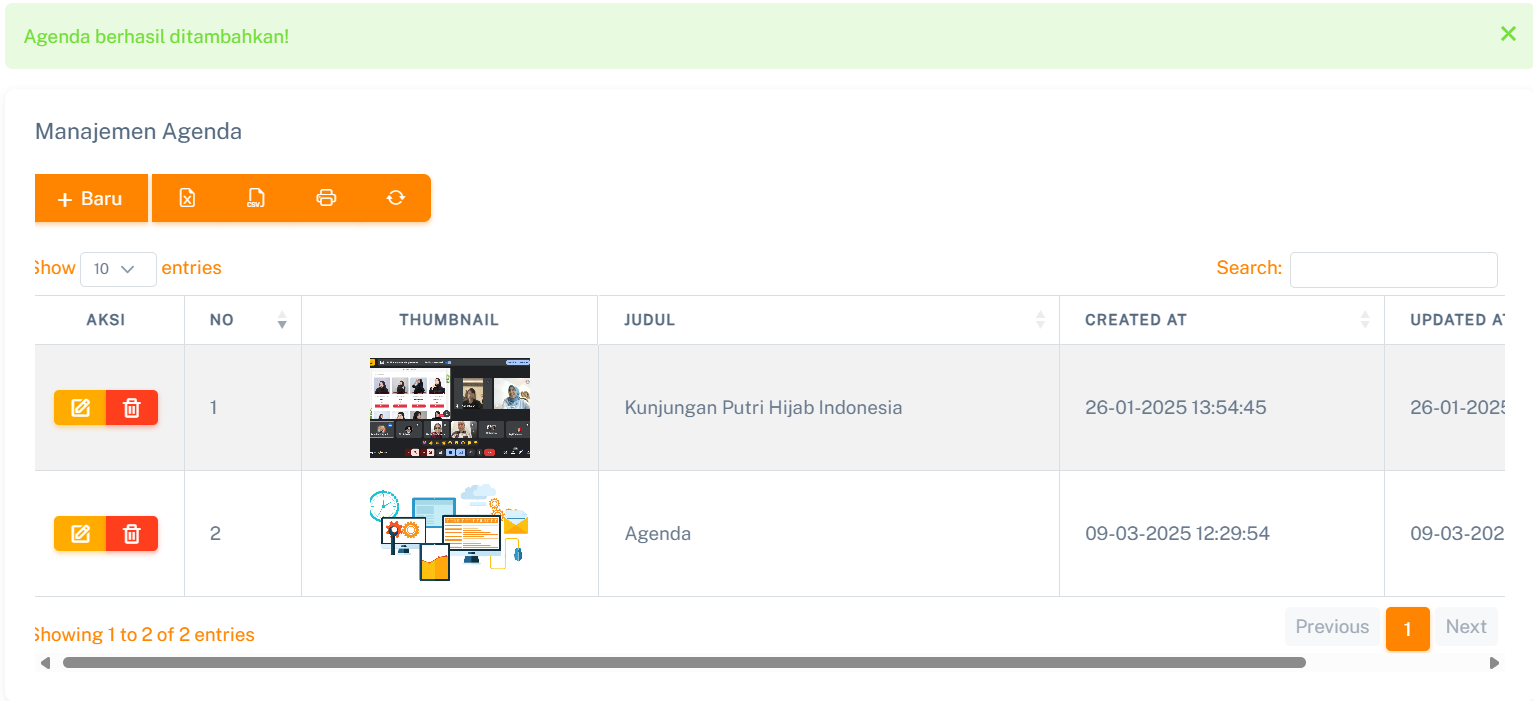 Agenda berhasil ditambahkan!
Manajemen Agenda
+ Baru
CSV
Show 10 entries
Search:
AKSI NO THUMBNAIL JUDUL CREATED AT UPDATED AT
1 Kunjungan Putri Hijab Indonesia 26-01-2025 13:54:45 26-01-2025
2 Agenda 09-03-2025 12:29:54 09-03-202
Showing 1 to 2 of 2 entries
Previous 1 Next